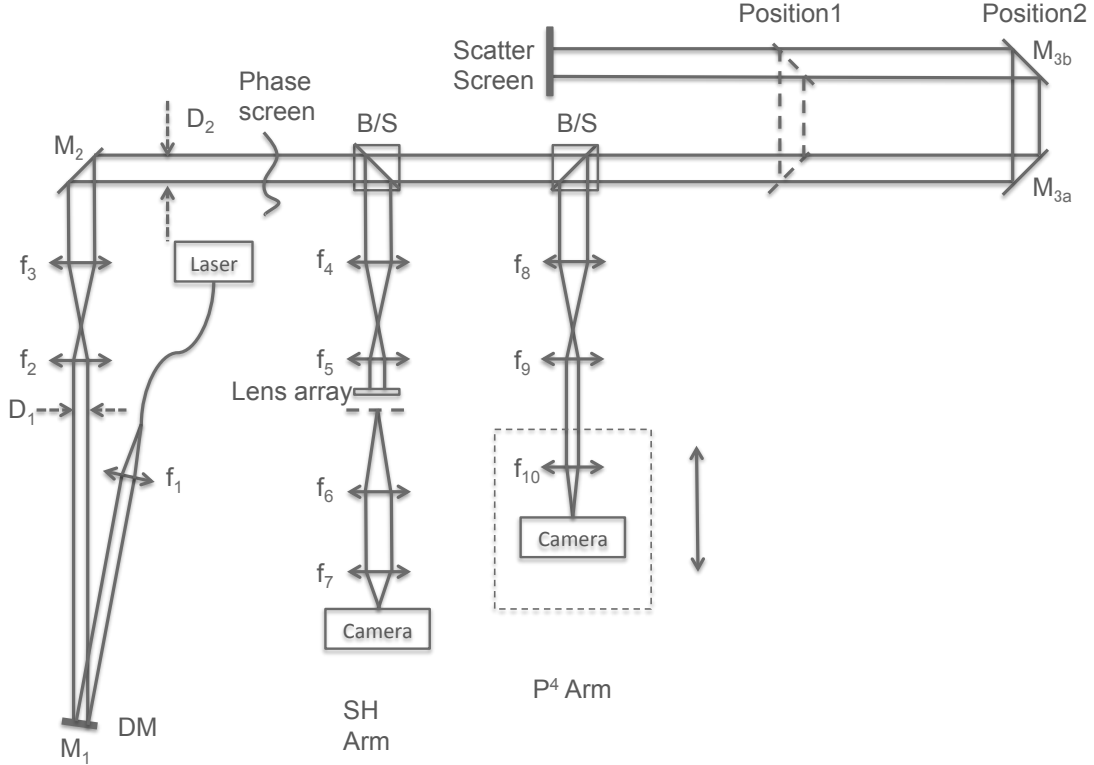 Position1
Position2
Scatter
Screen
M3b
Phase
screen
D2
B/S
B/S
M2
M3a
f3
Laser
f4
f8
f2
f5
f9
Lens array
D1
f1
f6
f10
Camera
f7
Camera
P⁴ Arm
DM
M1
SH
Arm